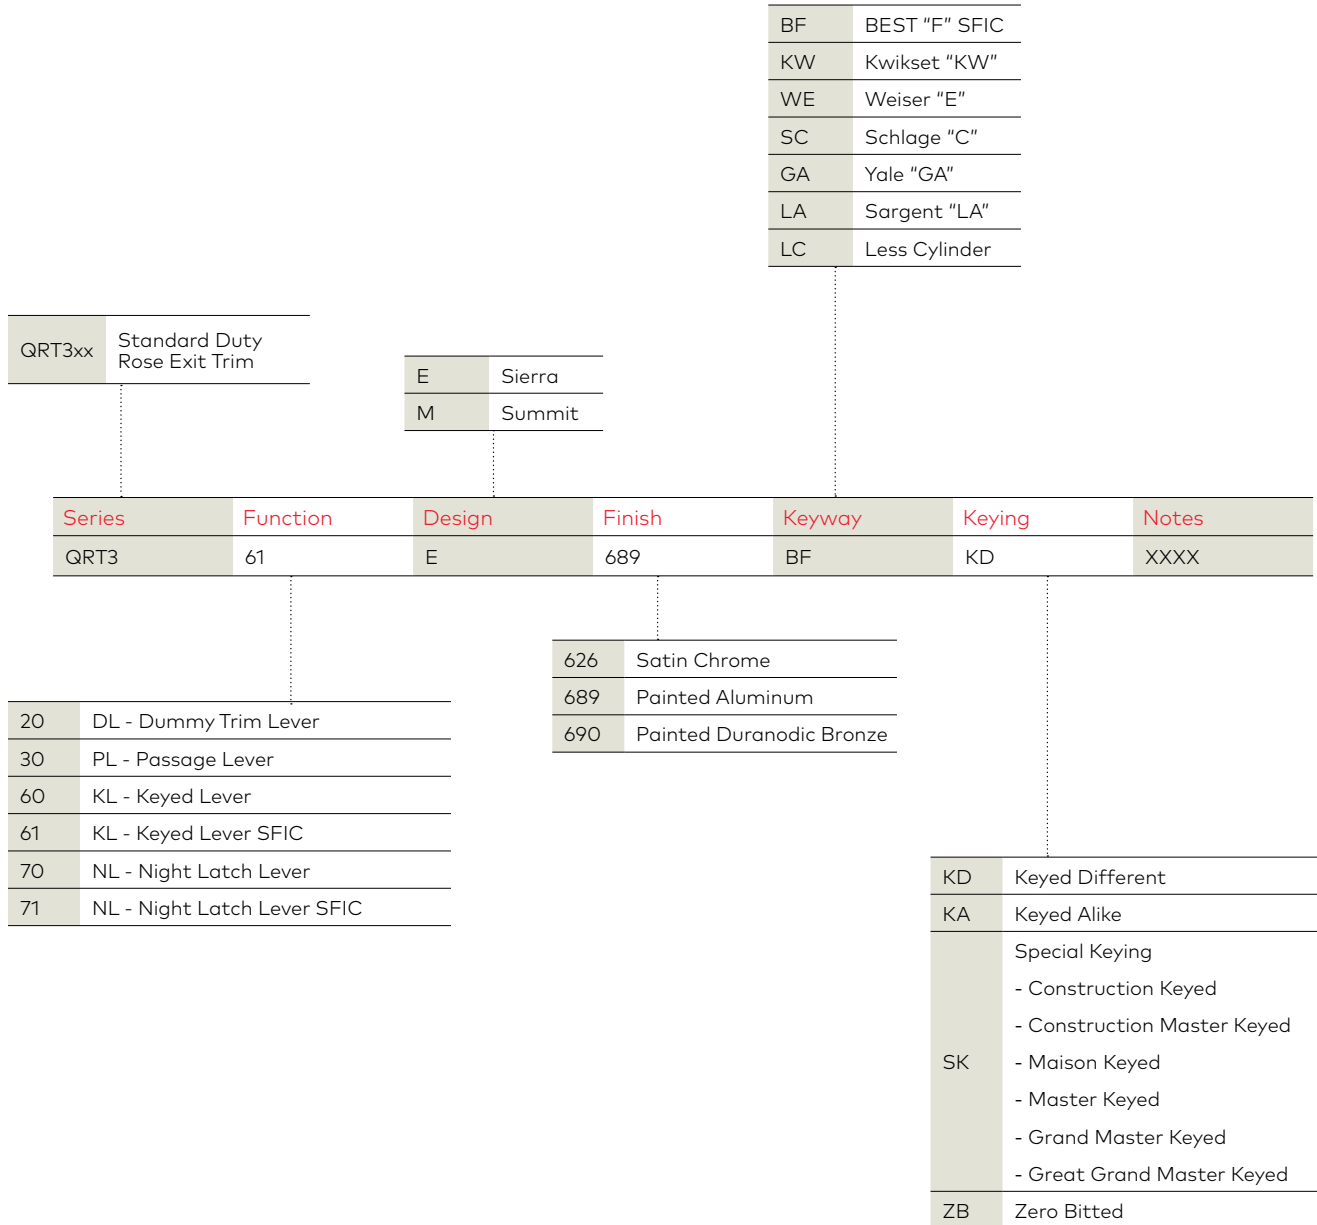 BF BEST “F” SFIC
KW Kwikset “KW”
WE Weiser “E”
SC Schlage “C”
GA Yale “GA”
LA Sargent “LA”
LC Less Cylinder
QRT3xx Standard Duty
Rose Exit Trim
E Sierra
M Summit
Series Function Design Finish Keyway Keying Notes
QRT3 61 E 689 BF KD XXXX
626 Satin Chrome
689 Painted Aluminum
690 Painted Duranodic Bronze
20 DL - Dummy Trim Lever
30 PL - Passage Lever
60 KL - Keyed Lever
61 KL - Keyed Lever SFIC
70 NL - Night Latch Lever
71 NL - Night Latch Lever SFIC
KD Keyed Different
KA Keyed Alike
Special Keying
- Construction Keyed
- Construction Master Keyed
SK - Maison Keyed
- Master Keyed
- Grand Master Keyed
- Great Grand Master Keyed
ZB Zero Bitted